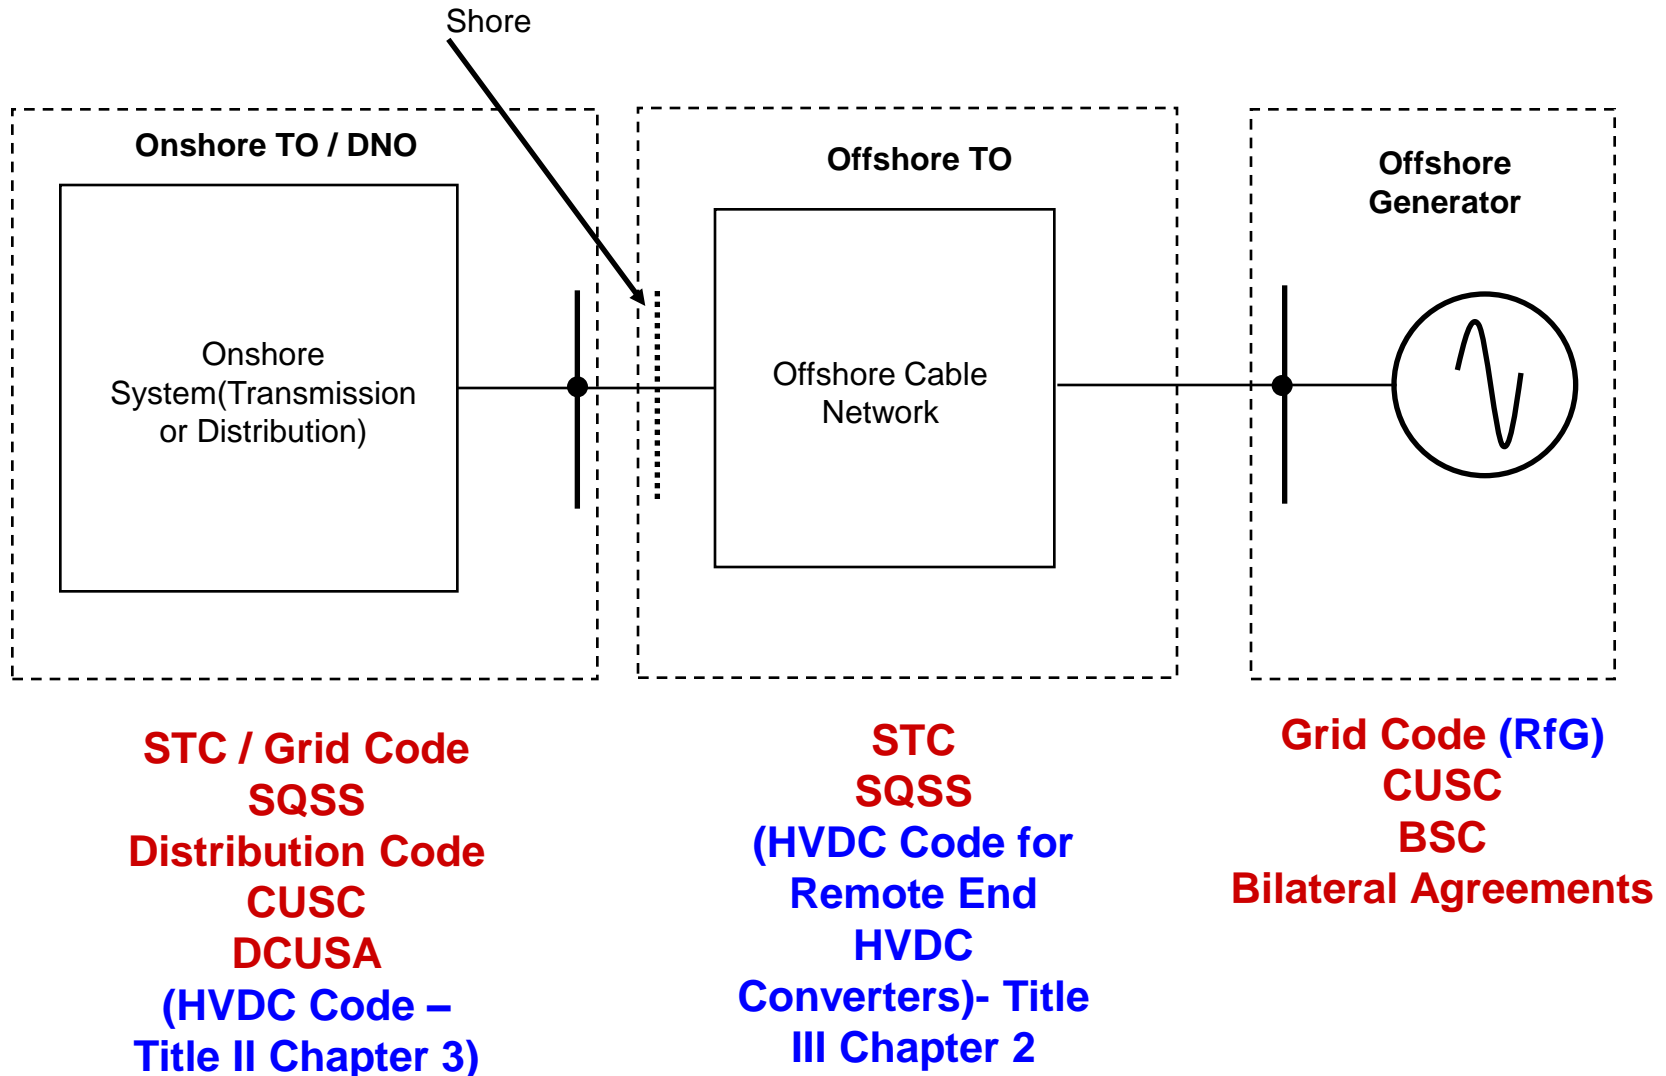 Shore
Onshore TO / DNO
Onshore
System(Transmission
or Distribution)
Offshore TO
Offshore Cable
Network
Offshore
Generator
STC / Grid Code
SQSS
Distribution Code
CUSC
DCUSA
(HVDC Code –
Title II Chapter 3)
STC
SQSS
(HVDC Code for
Remote End
HVDC
Converters)- Title
III Chapter 2
Grid Code (RfG)
CUSC
BSC
Bilateral Agreements